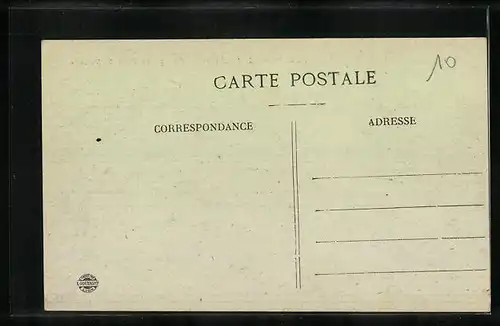 10
CARTE POSTALE
CORRESPONDANCE
ADRESSE